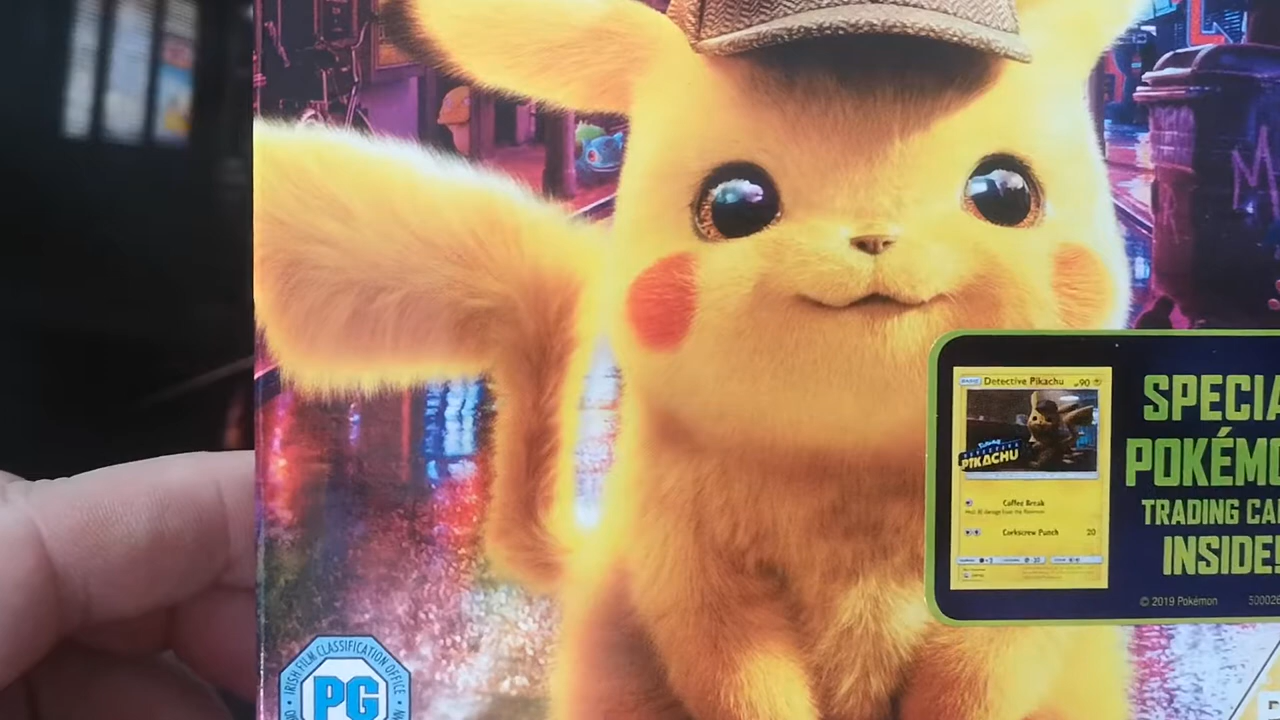 Detective Pikachu 90
PIKACHU
Coffee Break
Corkscrew Punch 20
SPECIA
POKÉMO
TRADING CA
INSIDE!
© 2019 Pokémon 500026
IRISH FILM CLASSIFICATION OFFICE
PG